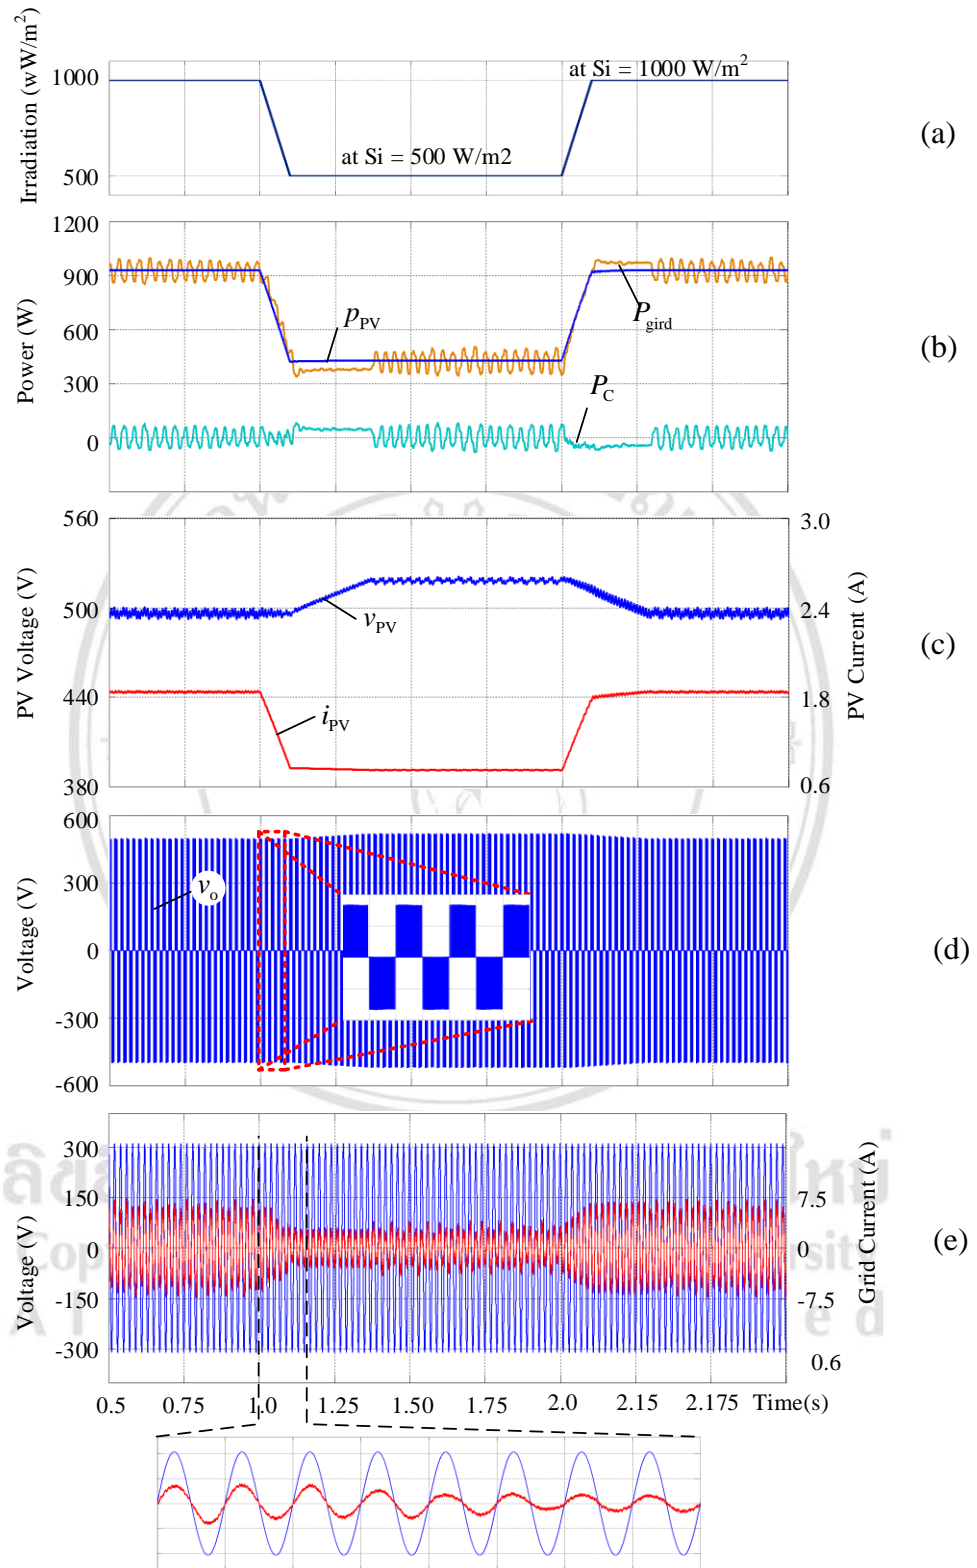 Irradiation (wW/m²)
1000
500
at Si = 1000 W/m²
at Si = 500 W/m2
(a)
Power (W)
1200
900
600
300
0
pPV
Pgird
PC
(b)
PV Voltage (V)
560
500
440
380
vPV
iPV
3.0
2.4
1.8
0.6
PV Current (A)
(c)
Voltage (V)
600
300
0
-300
-600
vo
(d)
Voltage (V)
300
150
0
-150
-300
7.5
0
-7.5
0.6
Grid Current (A)
(e)
0.5 0.75 1.0 1.25 1.50 1.75 2.0 2.15 2.175 Time(s)